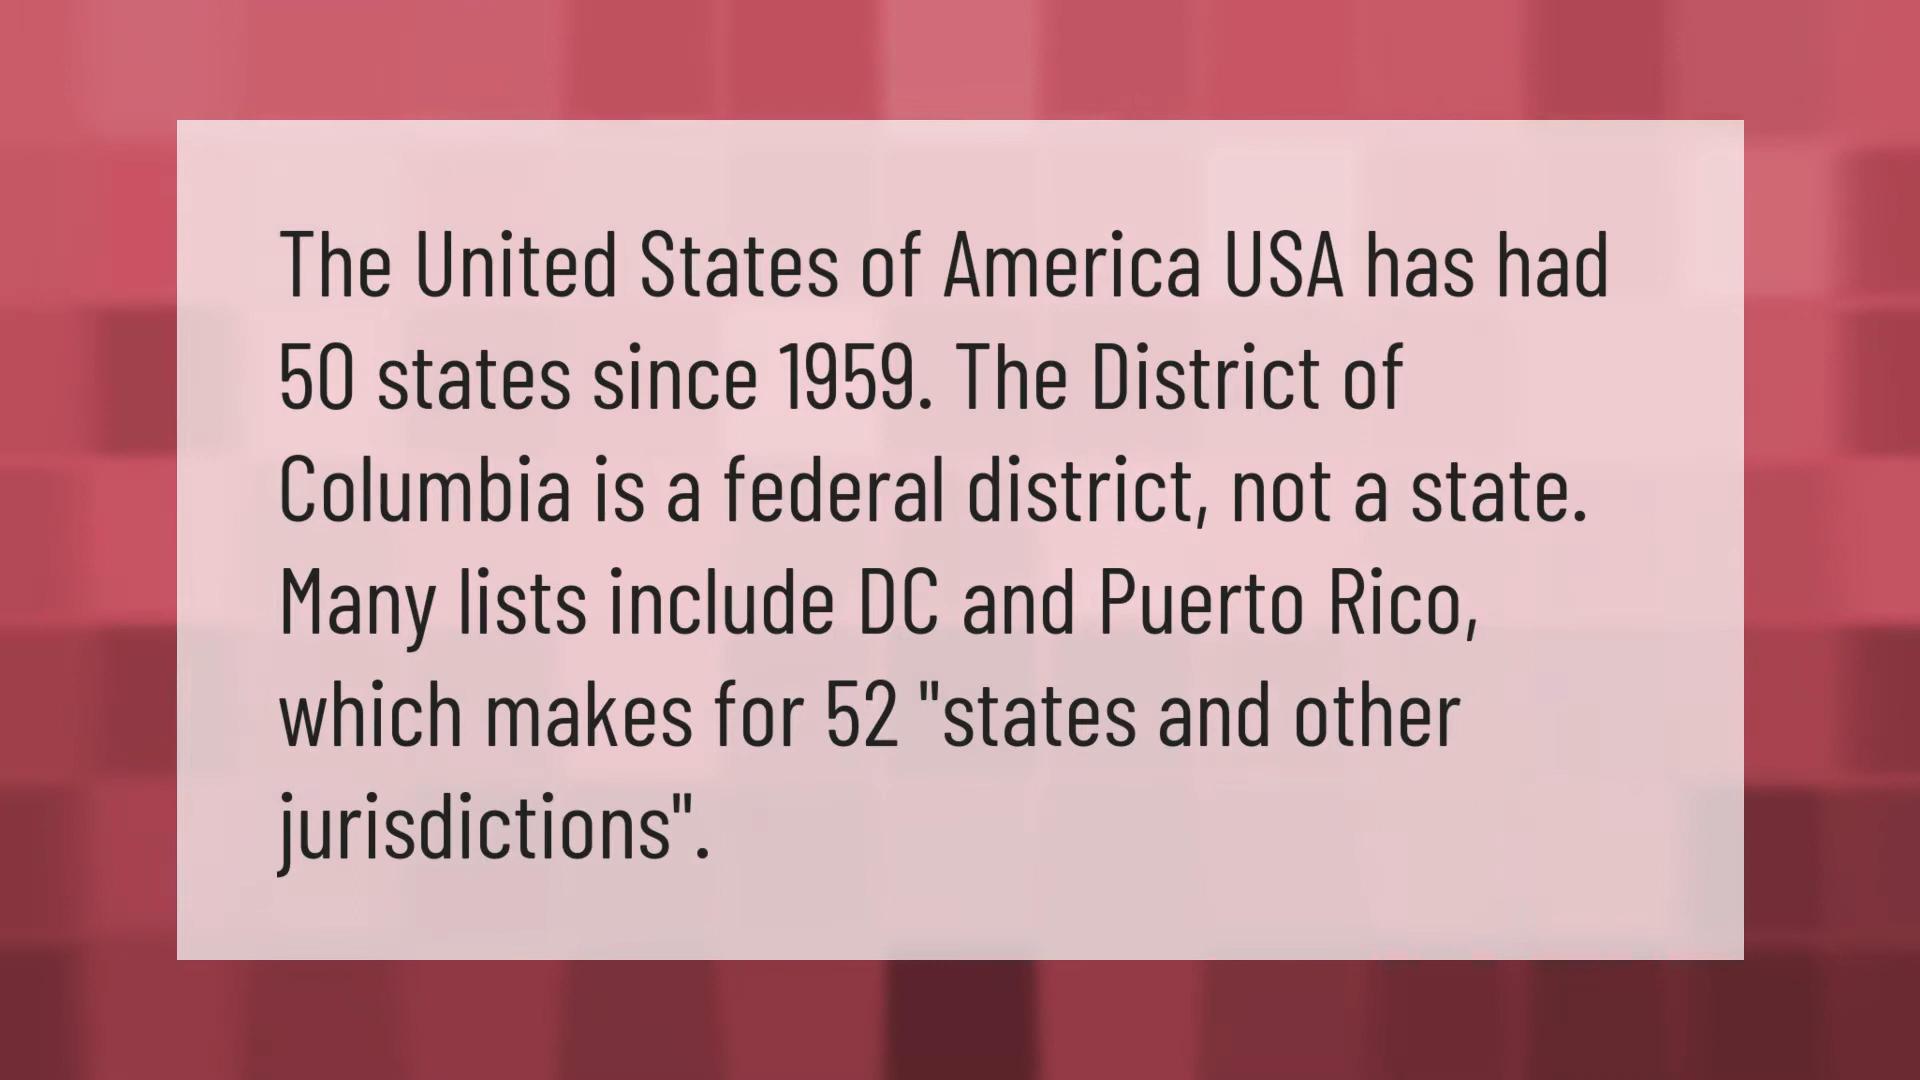 The United States of America USA has had
50 states since 1959. The District of
Columbia is a federal district, not a state.
Many lists include DC and Puerto Rico,
which makes for 52 "states and other
jurisdictions".